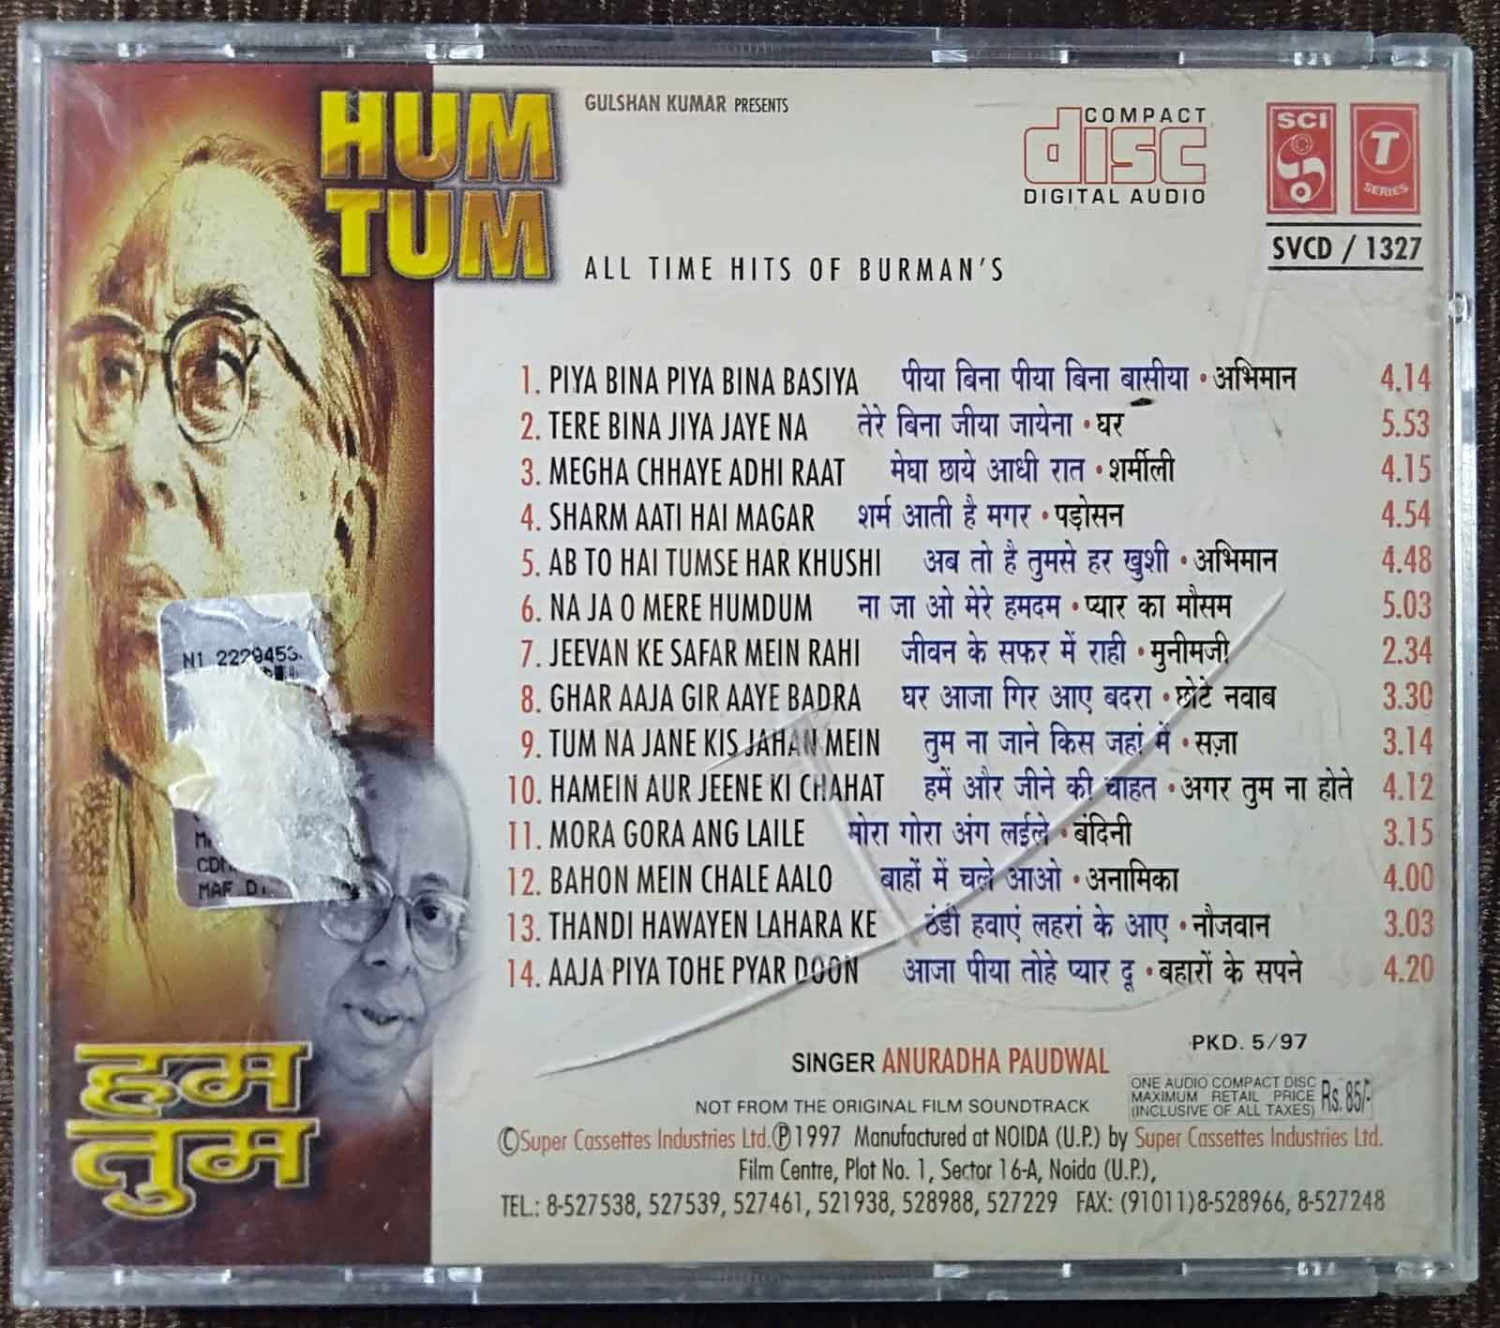 HUM
TUM
GULSHAN KUMAR PRESENTS
COMPACT
disc
DIGITAL AUDIO
SCI
T
SERIES
SVCD / 1327
ALL TIME HITS OF BURMAN'S
1. PIYA BINA PIYA BINA BASIYA पीया बिना पीया बिना बासीया • अभिमान 4.14
2. TERE BINA JIYA JAYE NA तेरे बिना जीया जायेना • घर 5.53
3. MEGHA CHHAYE ADHI RAAT मेघा छाये आधी रात • शर्मीली 4.15
4. SHARM AATI HAI MAGAR शर्म आती है मगर • पड़ोसन 4.54
5. AB TO HAI TUMSE HAR KHUSHI अब तो है तुमसे हर खुशी • अभिमान 4.48
6. NA JA O MERE HUMDUM ना जा ओ मेरे हमदम • प्यार का मौसम 5.03
7. JEEVAN KE SAFAR MEIN RAHI जीवन के सफर में राही • मुनीमजी 2.34
8. GHAR AAJA GIR AAYE BADRA घर आजा गिर आए बदरा • छोटे नवाब 3.30
9. TUM NA JANE KIS JAHAN MEIN तुम ना जाने किस जहां में • सज़ा 3.14
10. HAMEIN AUR JEENE KI CHAHAT हमें और जीने की चाहत • अगर तुम ना होते 4.12
11. MORA GORA ANG LAILE मोरा गोरा अंग लईले • बंदिनी 3.15
12. BAHON MEIN CHALE AALO बाहों में चले आओ • अनामिका 4.00
13. THANDI HAWAYEN LAHARA KE ठंडी हवाएं लहरां के आए • नौजवान 3.03
14. AAJA PIYA TOHE PYAR DOON आजा पीया तोहे प्यार दू • बहारों के सपने 4.20
N1 2229453
MAF D
हम
तुम
PKD. 5/97
SINGER ANURADHA PAUDWAL
ONE AUDIO COMPACT DISC
MAXIMUM RETAIL PRICE Rs. 85/-
(INCLUSIVE OF ALL TAXES)
NOT FROM THE ORIGINAL FILM SOUNDTRACK
©Super Cassettes Industries Ltd.℗1997 Manufactured at NOIDA (U.P.) by Super Cassettes Industries Ltd.
Film Centre, Plot No. 1, Sector 16-A, Noida (U.P.),
TEL.: 8-527538, 527539, 527461, 521938, 528988, 527229 FAX: (91011)8-528966, 8-527248